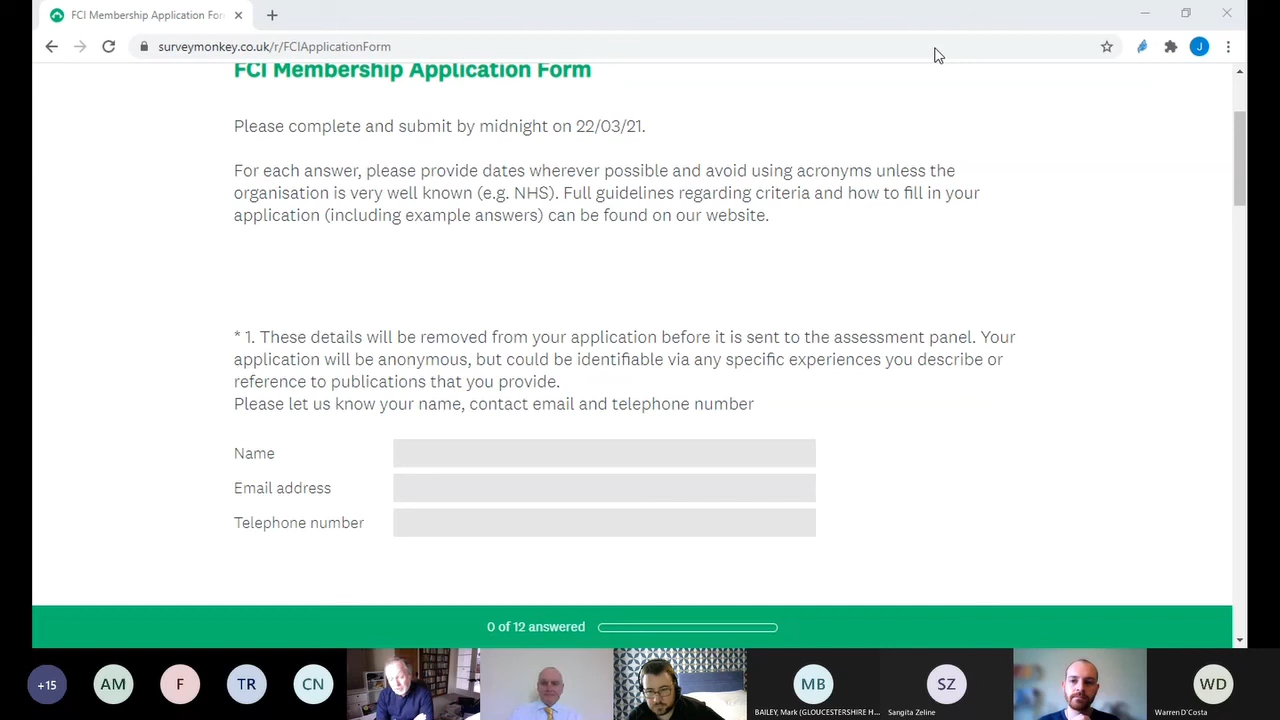 FCI Membership Application For
surveymonkey.co.uk/r/FCIApplicationForm
J
FCI Membership Application Form
Please complete and submit by midnight on 22/03/21.
For each answer, please provide dates wherever possible and avoid using acronyms unless the
organisation is very well known (e.g. NHS). Full guidelines regarding criteria and how to fill in your
application (including example answers) can be found on our website.
* 1. These details will be removed from your application before it is sent to the assessment panel. Your
application will be anonymous, but could be identifiable via any specific experiences you describe or
reference to publications that you provide.
Please let us know your name, contact email and telephone number
Name
Email address
Telephone number
0 of 12 answered
+15
AM
F
TR
CN
MB
SZ
WD
BAILEY, Mark (GLOUCESTERSHIRE H...
Sangita Zeline
Warren D'Costa